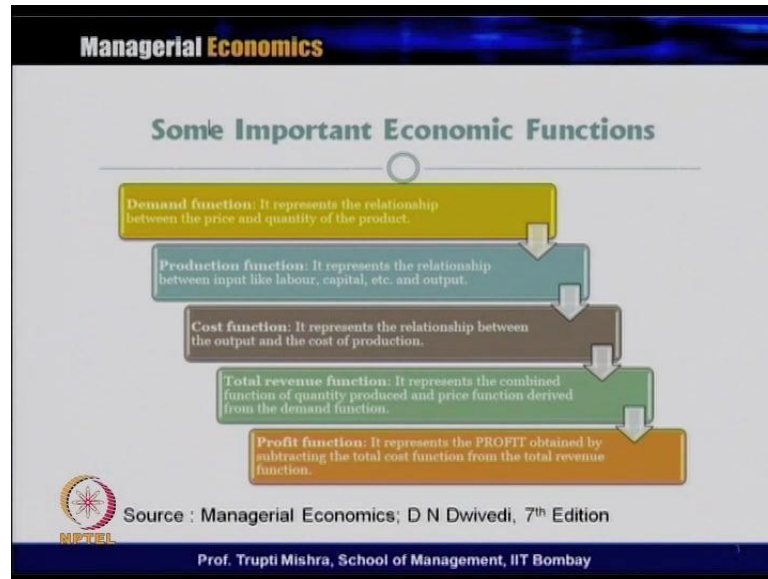 Managerial Economics
Some Important Economic Functions
Demand function: It represents the relationship
between the price and quantity of the product.
Production function: It represents the relationship
between input like labour, capital, etc. and output.
Cost function: It represents the relationship between
the output and the cost of production.
Total revenue function: It represents the combined
function of quantity produced and price function derived
from the demand function.
Profit function: It represents the PROFIT obtained by
subtracting the total cost function from the total revenue
function.
Source : Managerial Economics; D N Dwivedi, 7th Edition
NPTEL
Prof. Trupti Mishra, School of Management, IIT Bombay